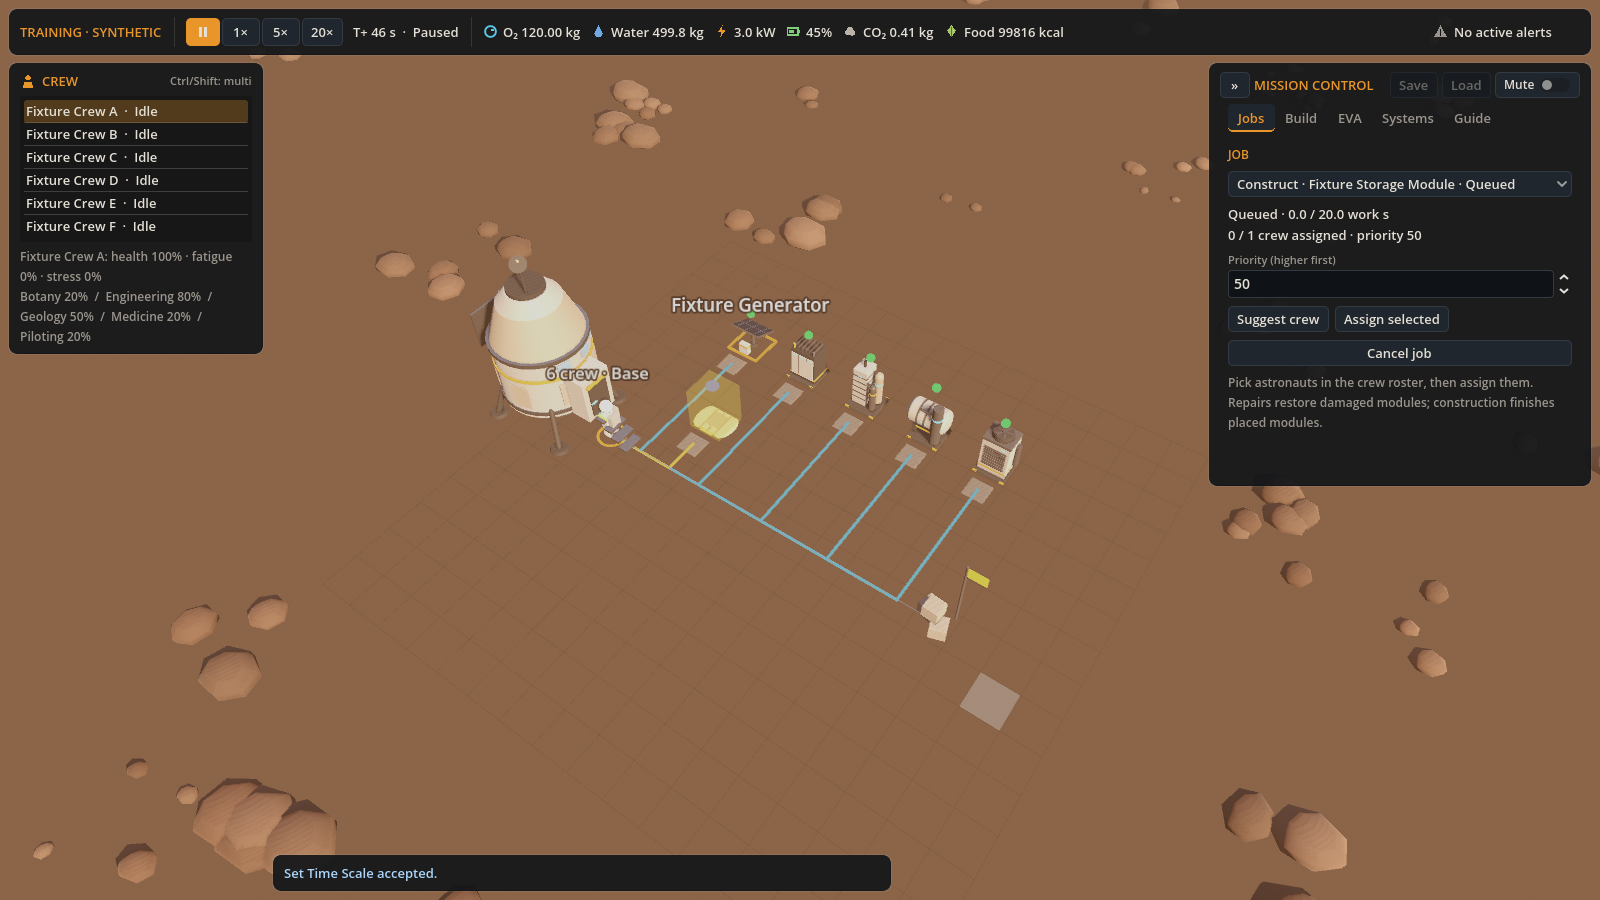 TRAINING · SYNTHETIC
1×
5×
20×
T+ 46 s · Paused
O₂ 120.00 kg
Water 499.8 kg
3.0 kW
45%
CO₂ 0.41 kg
Food 99816 kcal
No active alerts
CREW
Ctrl/Shift: multi
Fixture Crew A · Idle
Fixture Crew B · Idle
Fixture Crew C · Idle
Fixture Crew D · Idle
Fixture Crew E · Idle
Fixture Crew F · Idle
Fixture Crew A: health 100% · fatigue
0% · stress 0%
Botany 20% / Engineering 80% /
Geology 50% / Medicine 20% /
Piloting 20%
Fixture Generator
6 crew · Base
»
MISSION CONTROL
Save
Load
Mute
Jobs
Build
EVA
Systems
Guide
JOB
Construct · Fixture Storage Module · Queued
Queued · 0.0 / 20.0 work s
0 / 1 crew assigned · priority 50
Priority (higher first)
50
Suggest crew
Assign selected
Cancel job
Pick astronauts in the crew roster, then assign them.
Repairs restore damaged modules; construction finishes
placed modules.
Set Time Scale accepted.